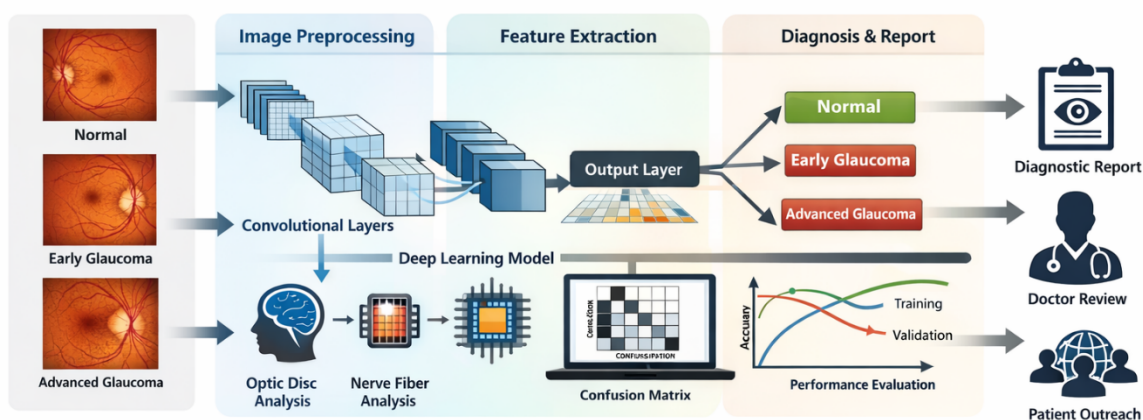 Image Preprocessing
Feature Extraction
Diagnosis & Report
Normal
Early Glaucoma
Advanced Glaucoma
Convolutional Layers
Output Layer
Normal
Early Glaucoma
Advanced Glaucoma
Diagnostic Report
Doctor Review
Patient Outreach
Deep Learning Model
Optic Disc
Analysis
Nerve Fiber
Analysis
CONFUSSIPATION
Confusion Matrix
Accuary
Training
Validation
Performance Evaluation